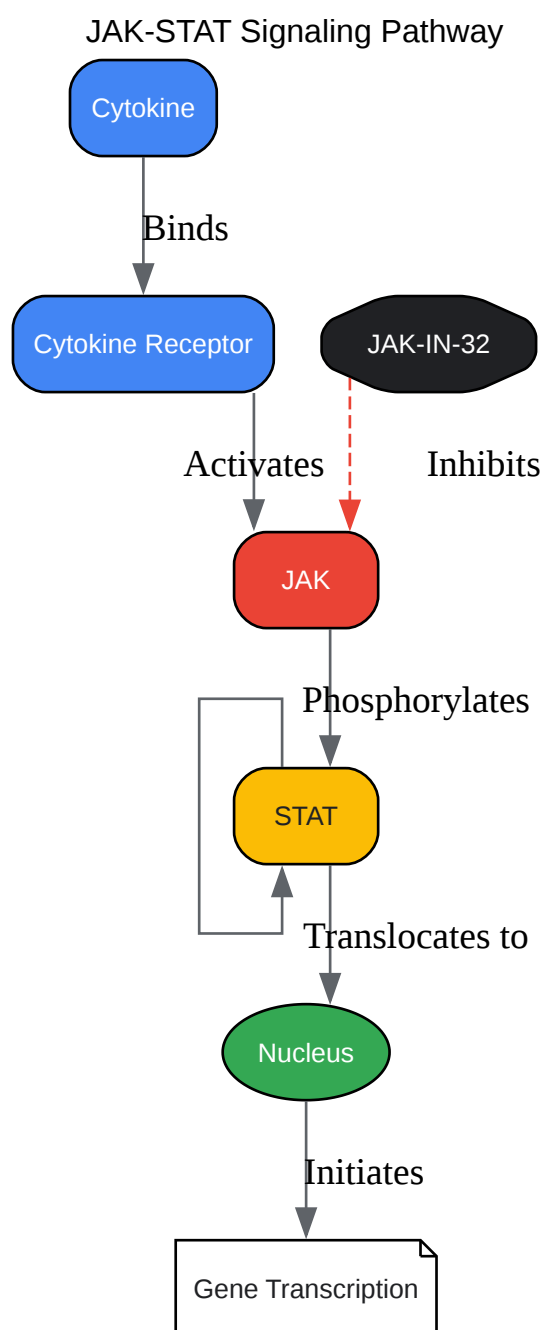 JAK-STAT Signaling Pathway
Cytokine
Binds
Cytokine Receptor
JAK-IN-32
Activates
Inhibits
JAK
Phosphorylates
STAT
Translocates to
Nucleus
Initiates
Gene Transcription